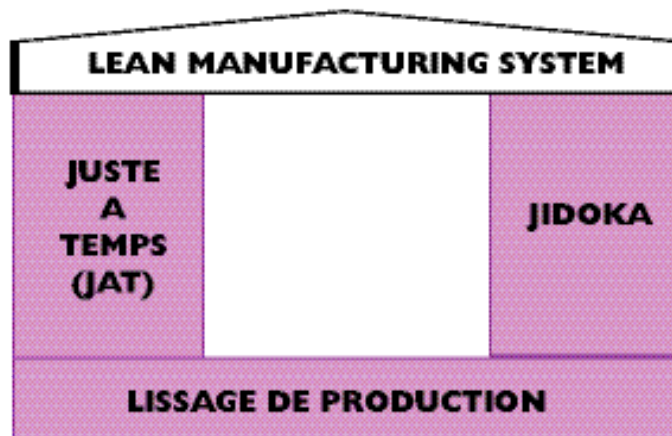 LEAN MANUFACTURING SYSTEM
JUSTE
A
TEMPS
(JAT)
JIDOKA
LISSAGE DE PRODUCTION